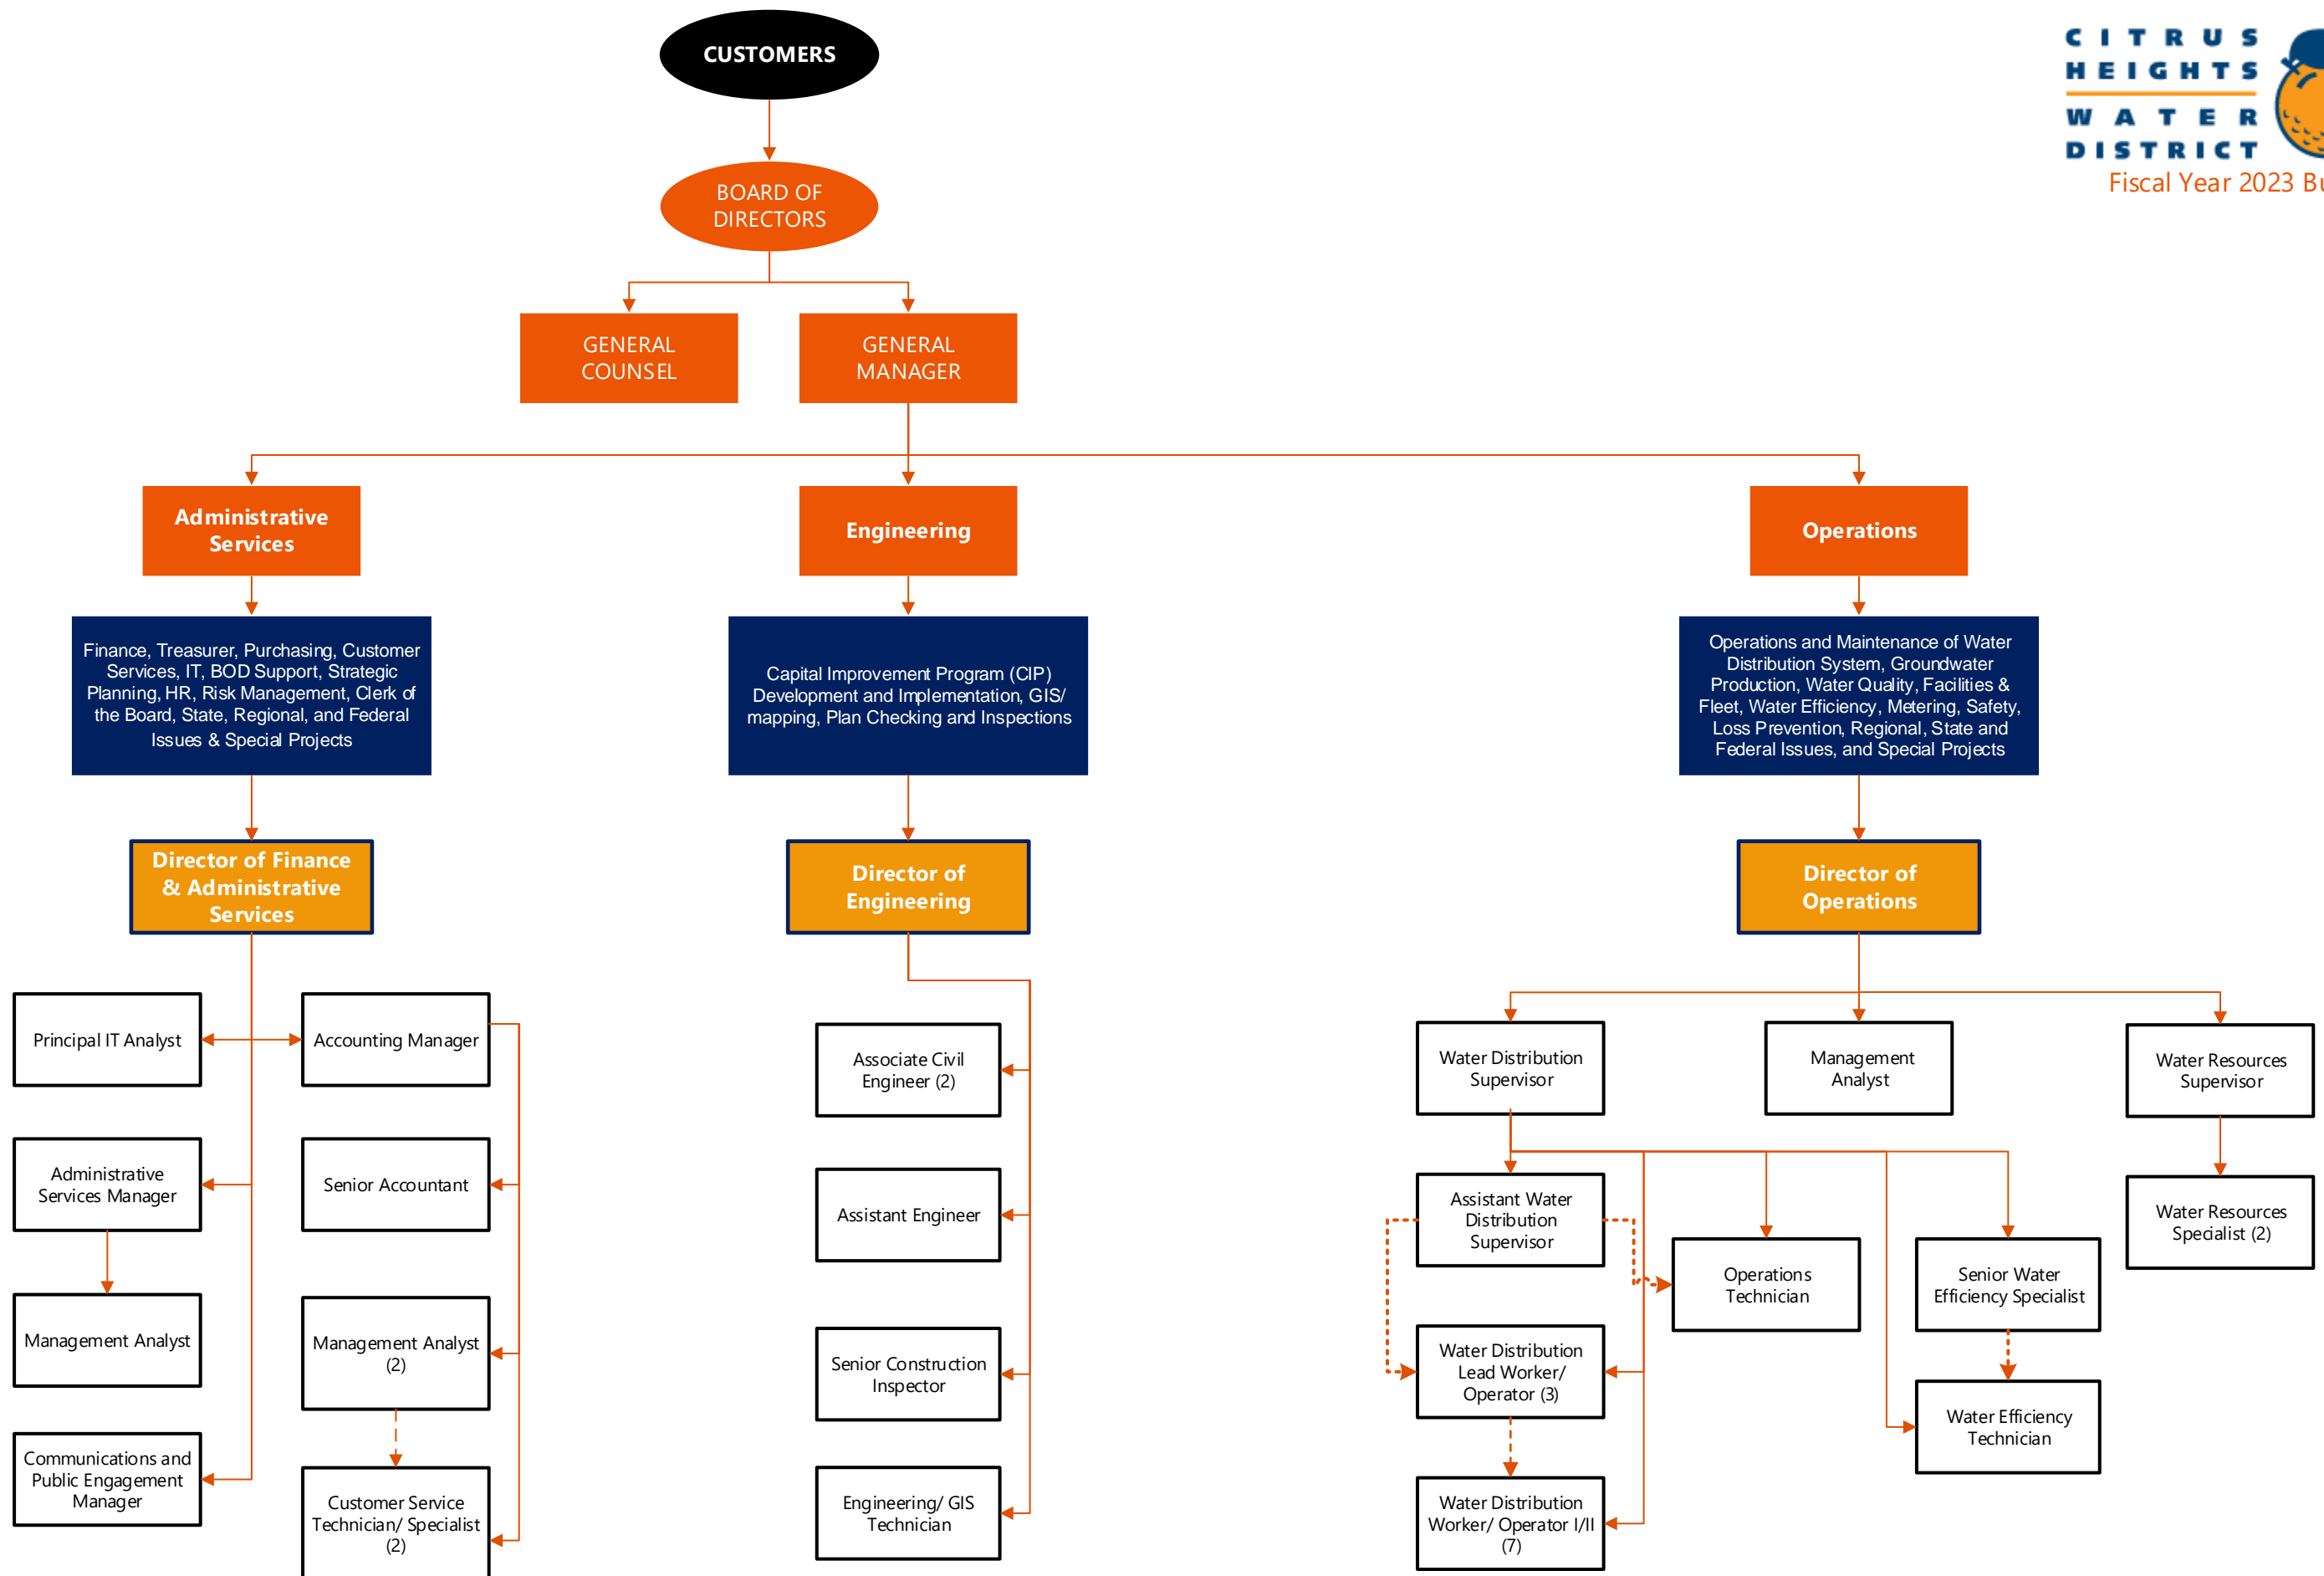 CUSTOMERS
CITRUS
HEIGHTS
WATER
DISTRICT
Fiscal Year 2023
BOARD OF
DIRECTORS
GENERAL
COUNSEL
GENERAL
MANAGER
Administrative
Services
Engineering
Operations
Finance, Treasurer, Purchasing, Customer
Services, IT, BOD Support, Strategic
Planning, HR, Risk Management, Clerk of
the Board, State, Regional, and Federal
Issues & Special Projects
Capital Improvement Program (CIP)
Development and Implementation, GIS/
mapping, Plan Checking and Inspections
Operations and Maintenance of Water
Distribution System, Groundwater
Production, Water Quality, Facilities &
Fleet, Water Efficiency, Metering, Safety,
Loss Prevention, Regional, State and
Federal Issues, and Special Projects
Director of Finance
& Administrative
Services
Director of
Engineering
Director of
Operations
Principal IT Analyst
Accounting Manager
Administrative
Services Manager
Senior Accountant
Management Analyst
Management Analyst
(2)
Communications and
Public Engagement
Manager
Customer Service
Technician/ Specialist
(2)
Associate Civil
Engineer (2)
Assistant Engineer
Senior Construction
Inspector
Engineering/ GIS
Technician
Water Distribution
Supervisor
Management
Analyst
Water Resources
Supervisor
Assistant Water
Distribution
Supervisor
Water Resources
Specialist (2)
Operations
Technician
Senior Water
Efficiency Specialist
Water Distribution
Lead Worker/
Operator (3)
Water Efficiency
Technician
Water Distribution
Worker/ Operator I/II
(7)